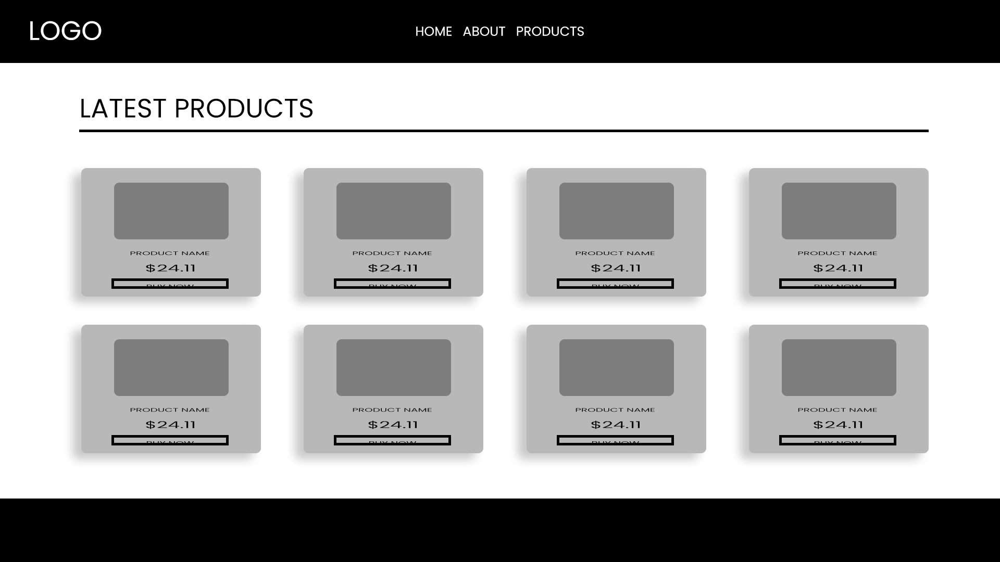 LOGO
HOME ABOUT PRODUCTS
LATEST PRODUCTS
PRODUCT NAME PRODUCT NAME PRODUCT NAME PRODUCT NAME
$24.11 $24.11 $24.11 $24.11
BUY NOW BUY NOW BUY NOW BUY NOW
PRODUCT NAME PRODUCT NAME PRODUCT NAME PRODUCT NAME
$24.11 $24.11 $24.11 $24.11
BUY NOW BUY NOW BUY NOW BUY NOW